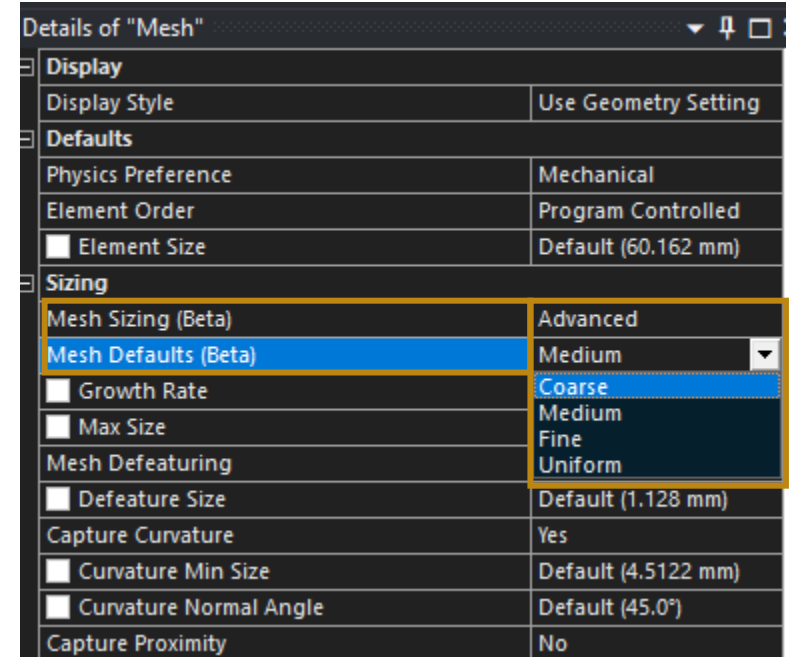 Details of "Mesh"
Display
Display Style Use Geometry Setting
Defaults
Physics Preference Mechanical
Element Order Program Controlled
Element Size Default (60.162 mm)
Sizing
Mesh Sizing (Beta) Advanced
Mesh Defaults (Beta) Medium
Growth Rate Coarse
Max Size Medium
Fine
Mesh Defeaturing Uniform
Defeature Size Default (1.128 mm)
Capture Curvature Yes
Curvature Min Size Default (4.5122 mm)
Curvature Normal Angle Default (45.0°)
Capture Proximity No